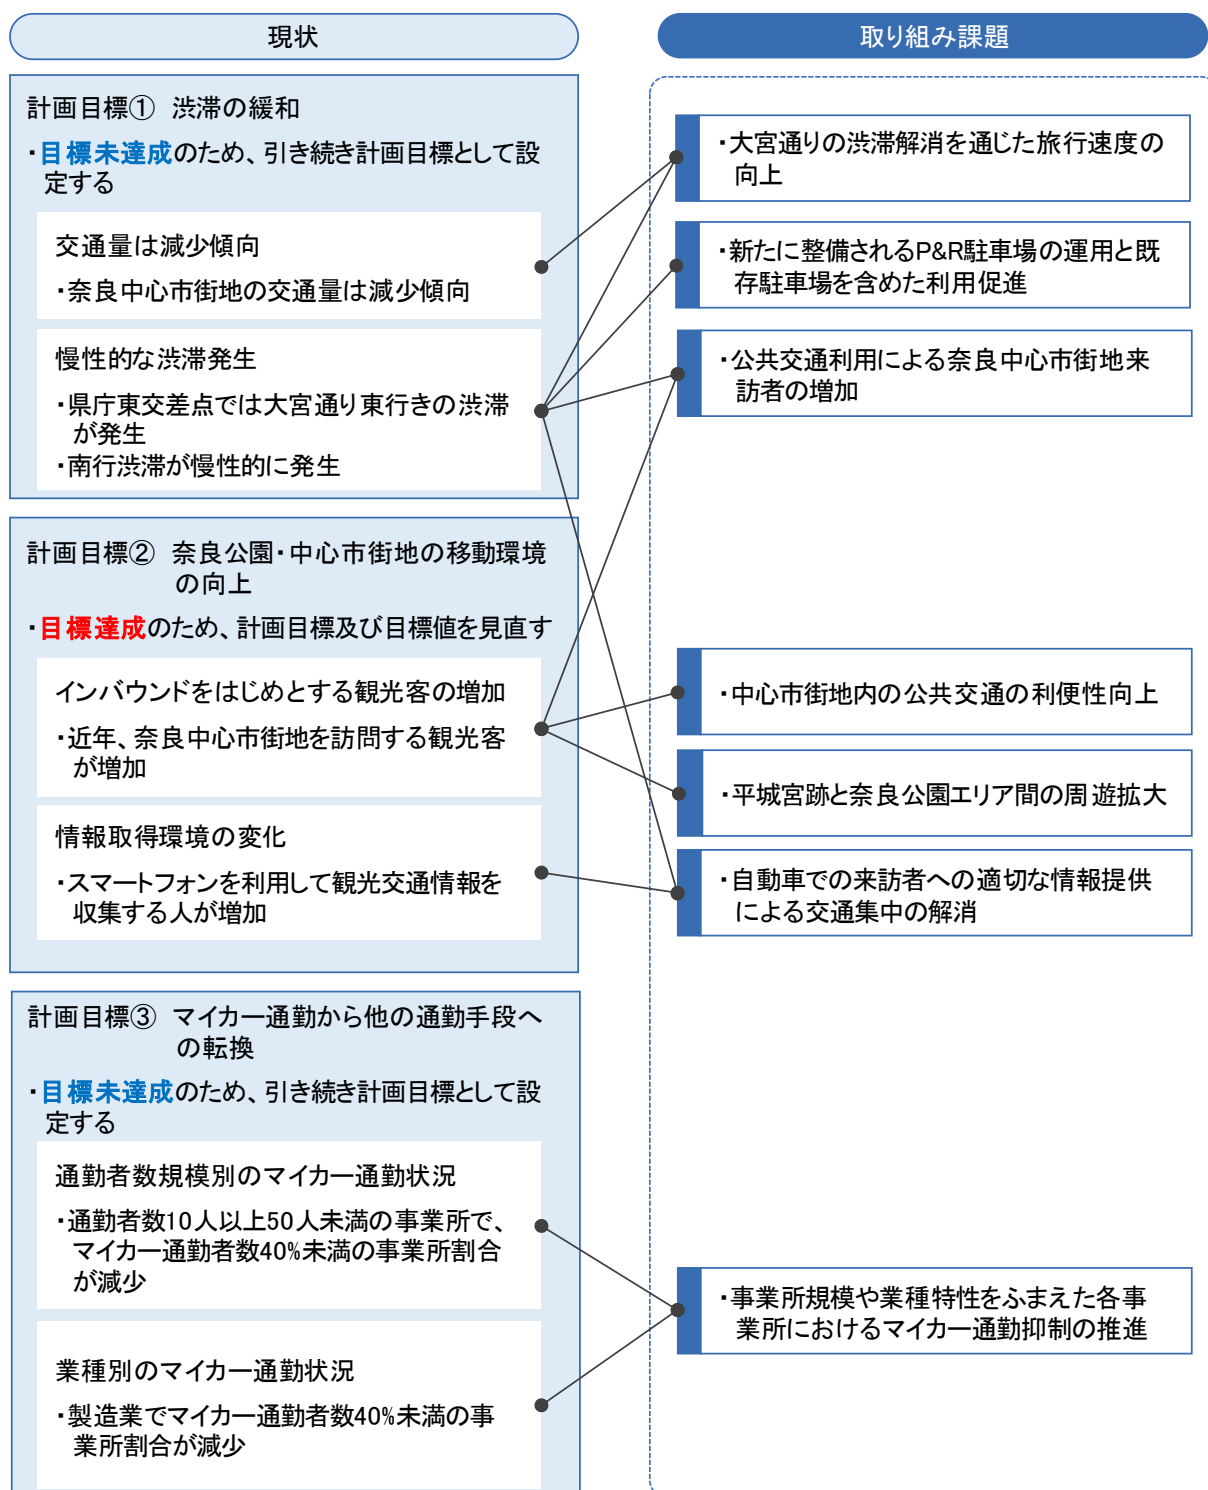 現状
計画目標① 渋滞の緩和
・目標未達成のため、引き続き計画目標として設
定する
交通量は減少傾向
・奈良中心市街地の交通量は減少傾向
慢性的な渋滞発生
・県庁東交差点では大宮通り東行きの渋滞
が発生
・南行渋滞が慢性的に発生
計画目標② 奈良公園・中心市街地の移動環境
の向上
・目標達成のため、計画目標及び目標値を見直す
インバウンドをはじめとする観光客の増加
・近年、奈良中心市街地を訪問する観光客
が増加
情報取得環境の変化
・スマートフォンを利用して観光交通情報を
収集する人が増加
計画目標③ マイカー通勤から他の通勤手段へ
の転換
・目標未達成のため、引き続き計画目標として設
定する
通勤者数規模別のマイカー通勤状況
・通勤者数10人以上50人未満の事業所で、
マイカー通勤者数40%未満の事業所割合
が減少
業種別のマイカー通勤状況
・製造業でマイカー通勤者数40%未満の事
業所割合が減少
取り組み課題
・大宮通りの渋滞解消を通じた旅行速度の
向上
・新たに整備されるP&R駐車場の運用と既
存駐車場を含めた利用促進
・公共交通利用による奈良中心市街地来
訪者の増加
・中心市街地内の公共交通の利便性向上
・平城宮跡と奈良公園エリア間の周遊拡大
・自動車での来訪者への適切な情報提供
による交通集中の解消
・事業所規模や業種特性をふまえた各事
業所におけるマイカー通勤抑制の推進